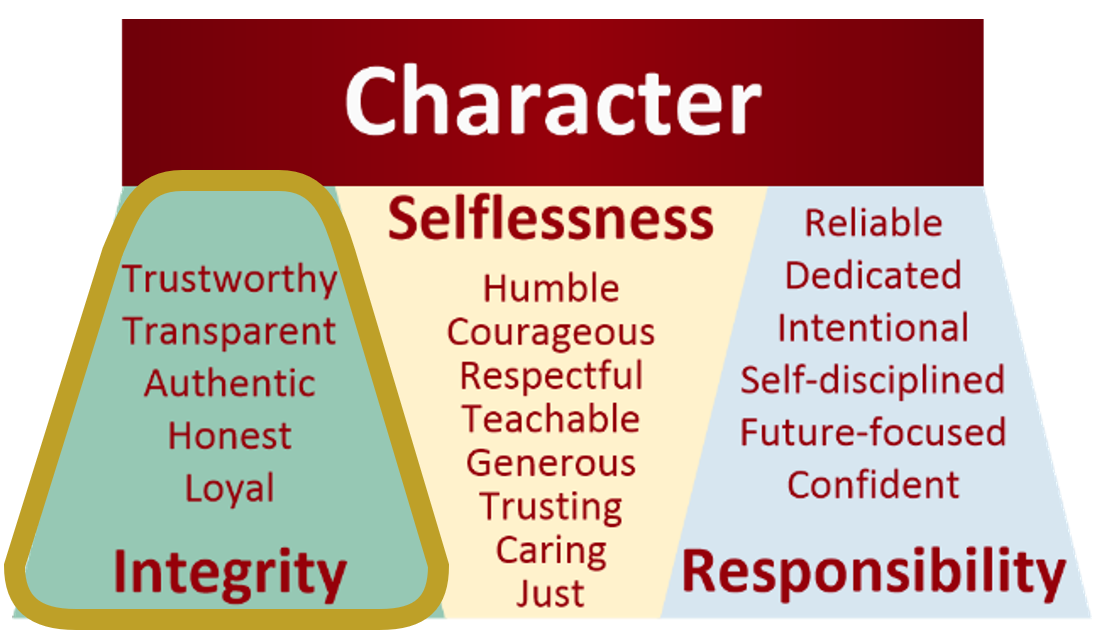 Character
Trustworthy
Transparent
Authentic
Honest
Loyal
Integrity
Selflessness
Humble
Courageous
Respectful
Teachable
Generous
Trusting
Caring
Just
Reliable
Dedicated
Intentional
Self-disciplined
Future-focused
Confident
Responsibility